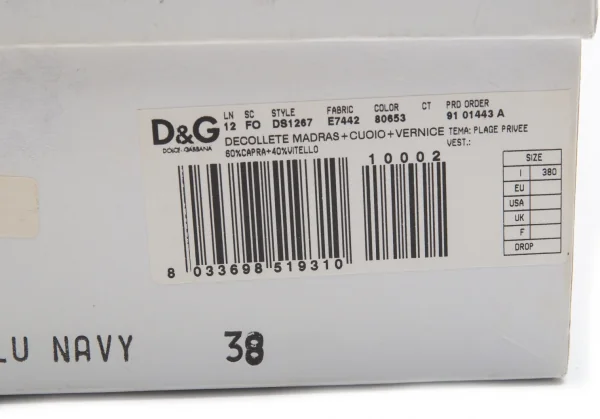 LN SC STYLE FABRIC COLOR CT PRD ORDER
D&G 12 FO DS1267 E7442 80653 91 01443 A
DOLCE & GABBANA
DECOLLETE MADRAS+CUOIO+VERNICE TEMA: PLAGE PRIVEE
60%CAPRA+40%VITELLO VEST.:
10002
8 033698 519310
SIZE
I 380
EU
USA
UK
F
DROP
LU NAVY 38